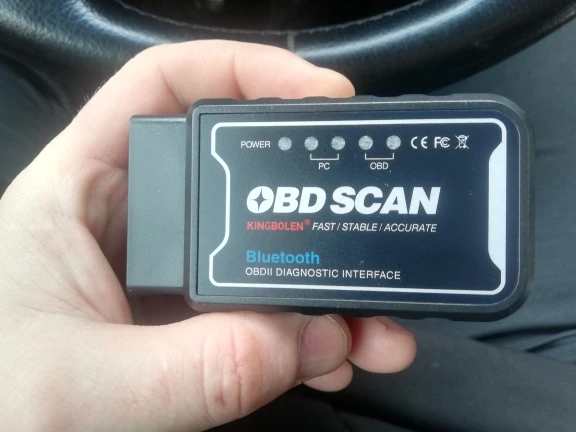 POWER CE FC
PC OBD
OBD SCAN
KINGBOLEN® FAST / STABLE / ACCURATE
Bluetooth
OBDII DIAGNOSTIC INTERFACE